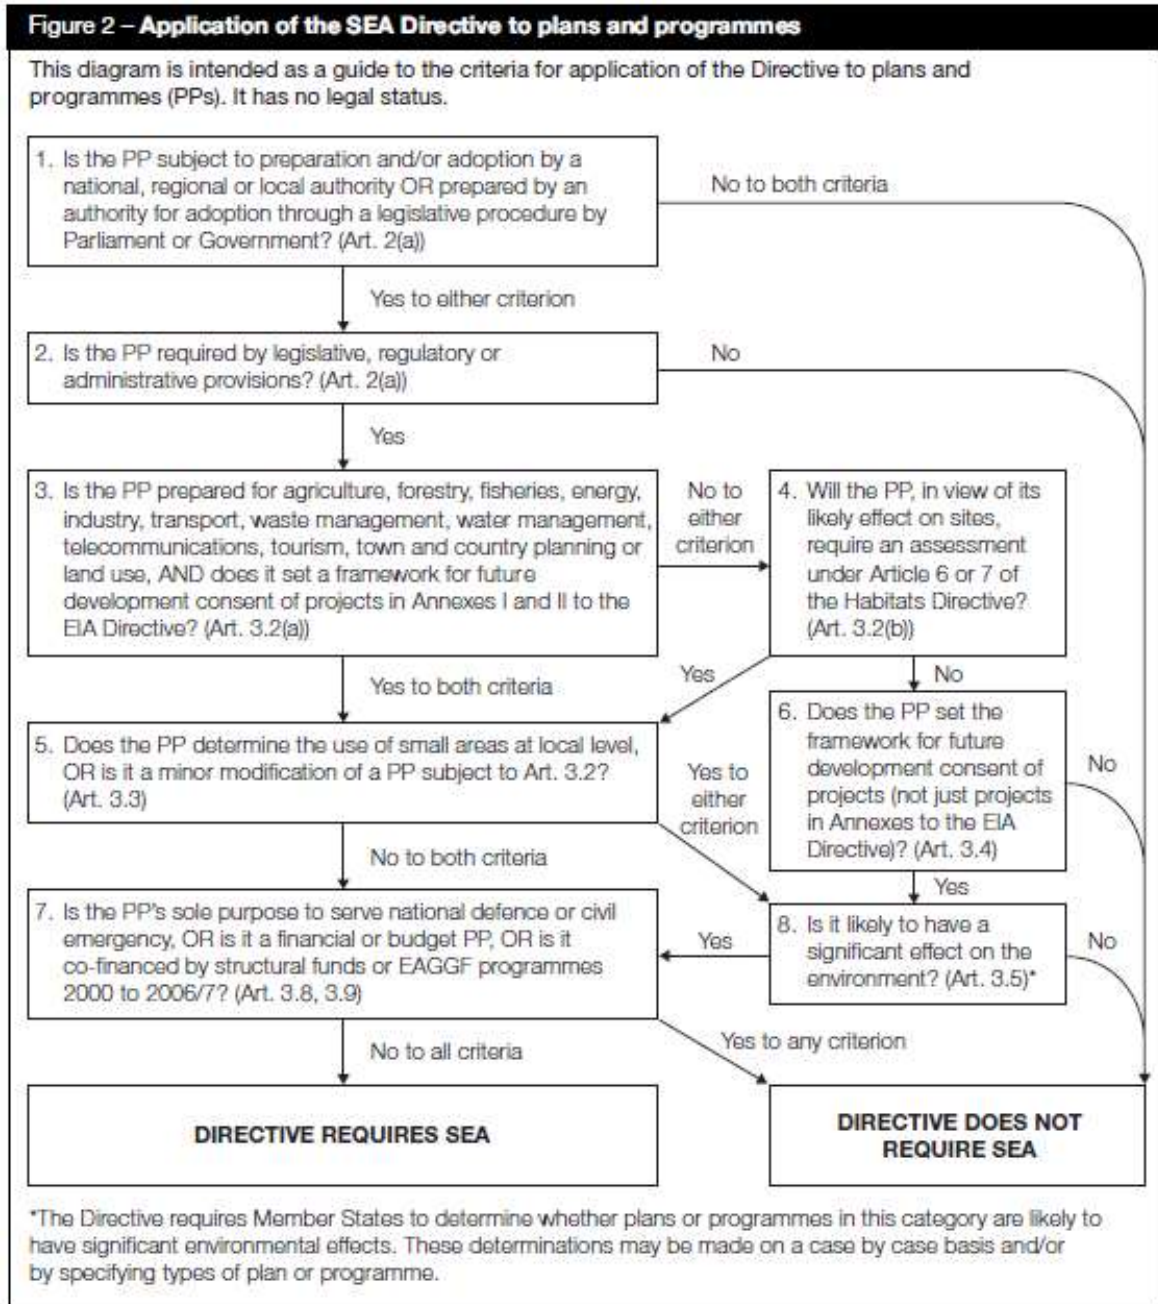 Figure 2 – Application of the SEA Directive to plans and programmes
This diagram is intended as a guide to the criteria for application of the Directive to plans and
programmes (PPs). It has no legal status.
1. Is the PP subject to preparation and/or adoption by a
national, regional or local authority OR prepared by an
authority for adoption through a legislative procedure by
Parliament or Government? (Art. 2(a))
No to both criteria
Yes to either criterion
2. Is the PP required by legislative, regulatory or
administrative provisions? (Art. 2(a))
No
Yes
3. Is the PP prepared for agriculture, forestry, fisheries, energy,
industry, transport, waste management, water management,
telecommunications, tourism, town and country planning or
land use, AND does it set a framework for future
development consent of projects in Annexes I and II to the
EIA Directive? (Art. 3.2(a))
No to
either
criterion
4. Will the PP, in view of its
likely effect on sites,
require an assessment
under Article 6 or 7 of
the Habitats Directive?
(Art. 3.2(b))
Yes to both criteria
Yes
No
5. Does the PP determine the use of small areas at local level,
OR is it a minor modification of a PP subject to Art. 3.2?
(Art. 3.3)
Yes to
either
criterion
6. Does the PP set the
framework for future
development consent of
projects (not just projects
in Annexes to the EIA
Directive)? (Art. 3.4)
No
No to both criteria
Yes
7. Is the PP's sole purpose to serve national defence or civil
emergency, OR is it a financial or budget PP, OR is it
co-financed by structural funds or EAGGF programmes
2000 to 2006/7? (Art. 3.8, 3.9)
Yes
8. Is it likely to have a
significant effect on the
environment? (Art. 3.5)*
No
No to all criteria
Yes to any criterion
DIRECTIVE REQUIRES SEA
DIRECTIVE DOES NOT
REQUIRE SEA
*The Directive requires Member States to determine whether plans or programmes in this category are likely to
have significant environmental effects. These determinations may be made on a case by case basis and/or
by specifying types of plan or programme.